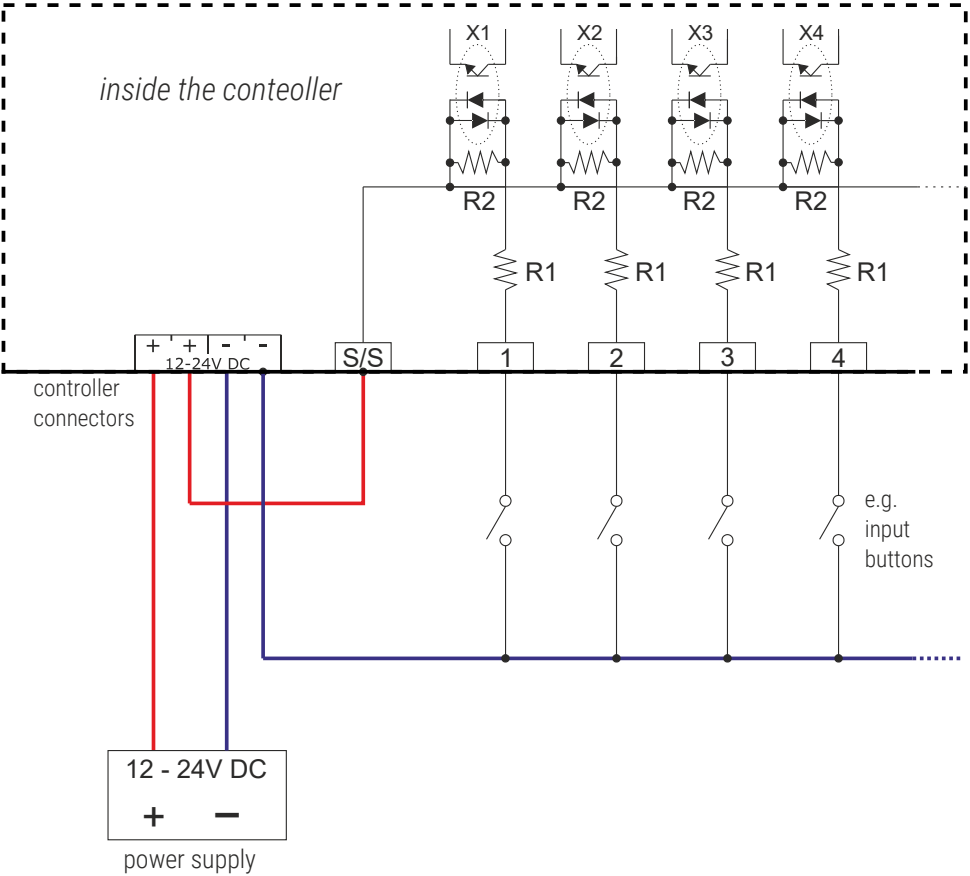 X1 X2 X3 X4
inside the conteoller
R2 R2 R2 R2
R1 R1 R1 R1
+ + - -
12-24V DC
S/S 1 2 3 4
controller
connectors
e.g.
input
buttons
12 - 24V DC
+ −
power supply